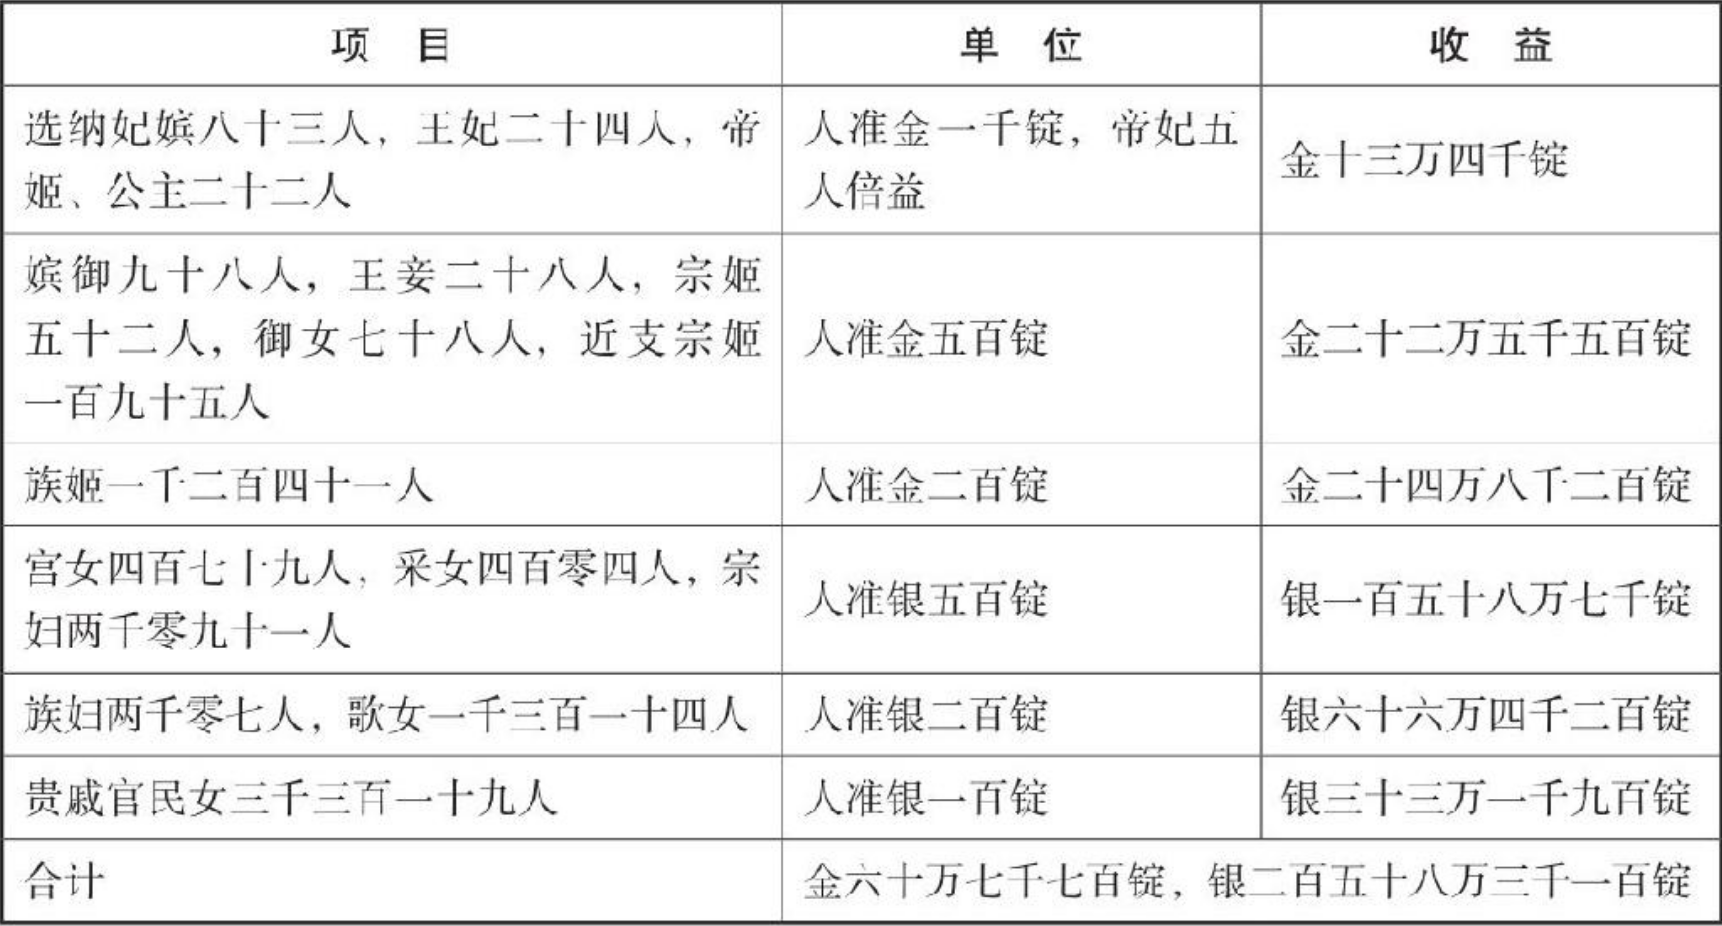 项 目 单 位 收 益
选纳妃嫔八十三人，王妃二十四人，帝
姬、公主二十二人
人准金一千锭，帝妃五
人倍益
金十三万四千锭
嫔御九十八人，王妾二十八人，宗姬
五十二人，御女七十八人，近支宗姬
一百九十五人
人准金五百锭
金二十二万五千五百锭
族姬一千二百四十一人
人准金二百锭
金二十四万八千二百锭
宫女四百七十九人，采女四百零四人，宗
妇两千零九十一人
人准银五百锭
银一百五十八万七千锭
族妇两千零七人，歌女一千三百一十四人
人准银二百锭
银六十六万四千二百锭
贵戚官民女三千三百一十九人
人准银一百锭
银三十三万一千九百锭
合计
金六十万七千七百锭，银二百五十八万三千一百锭